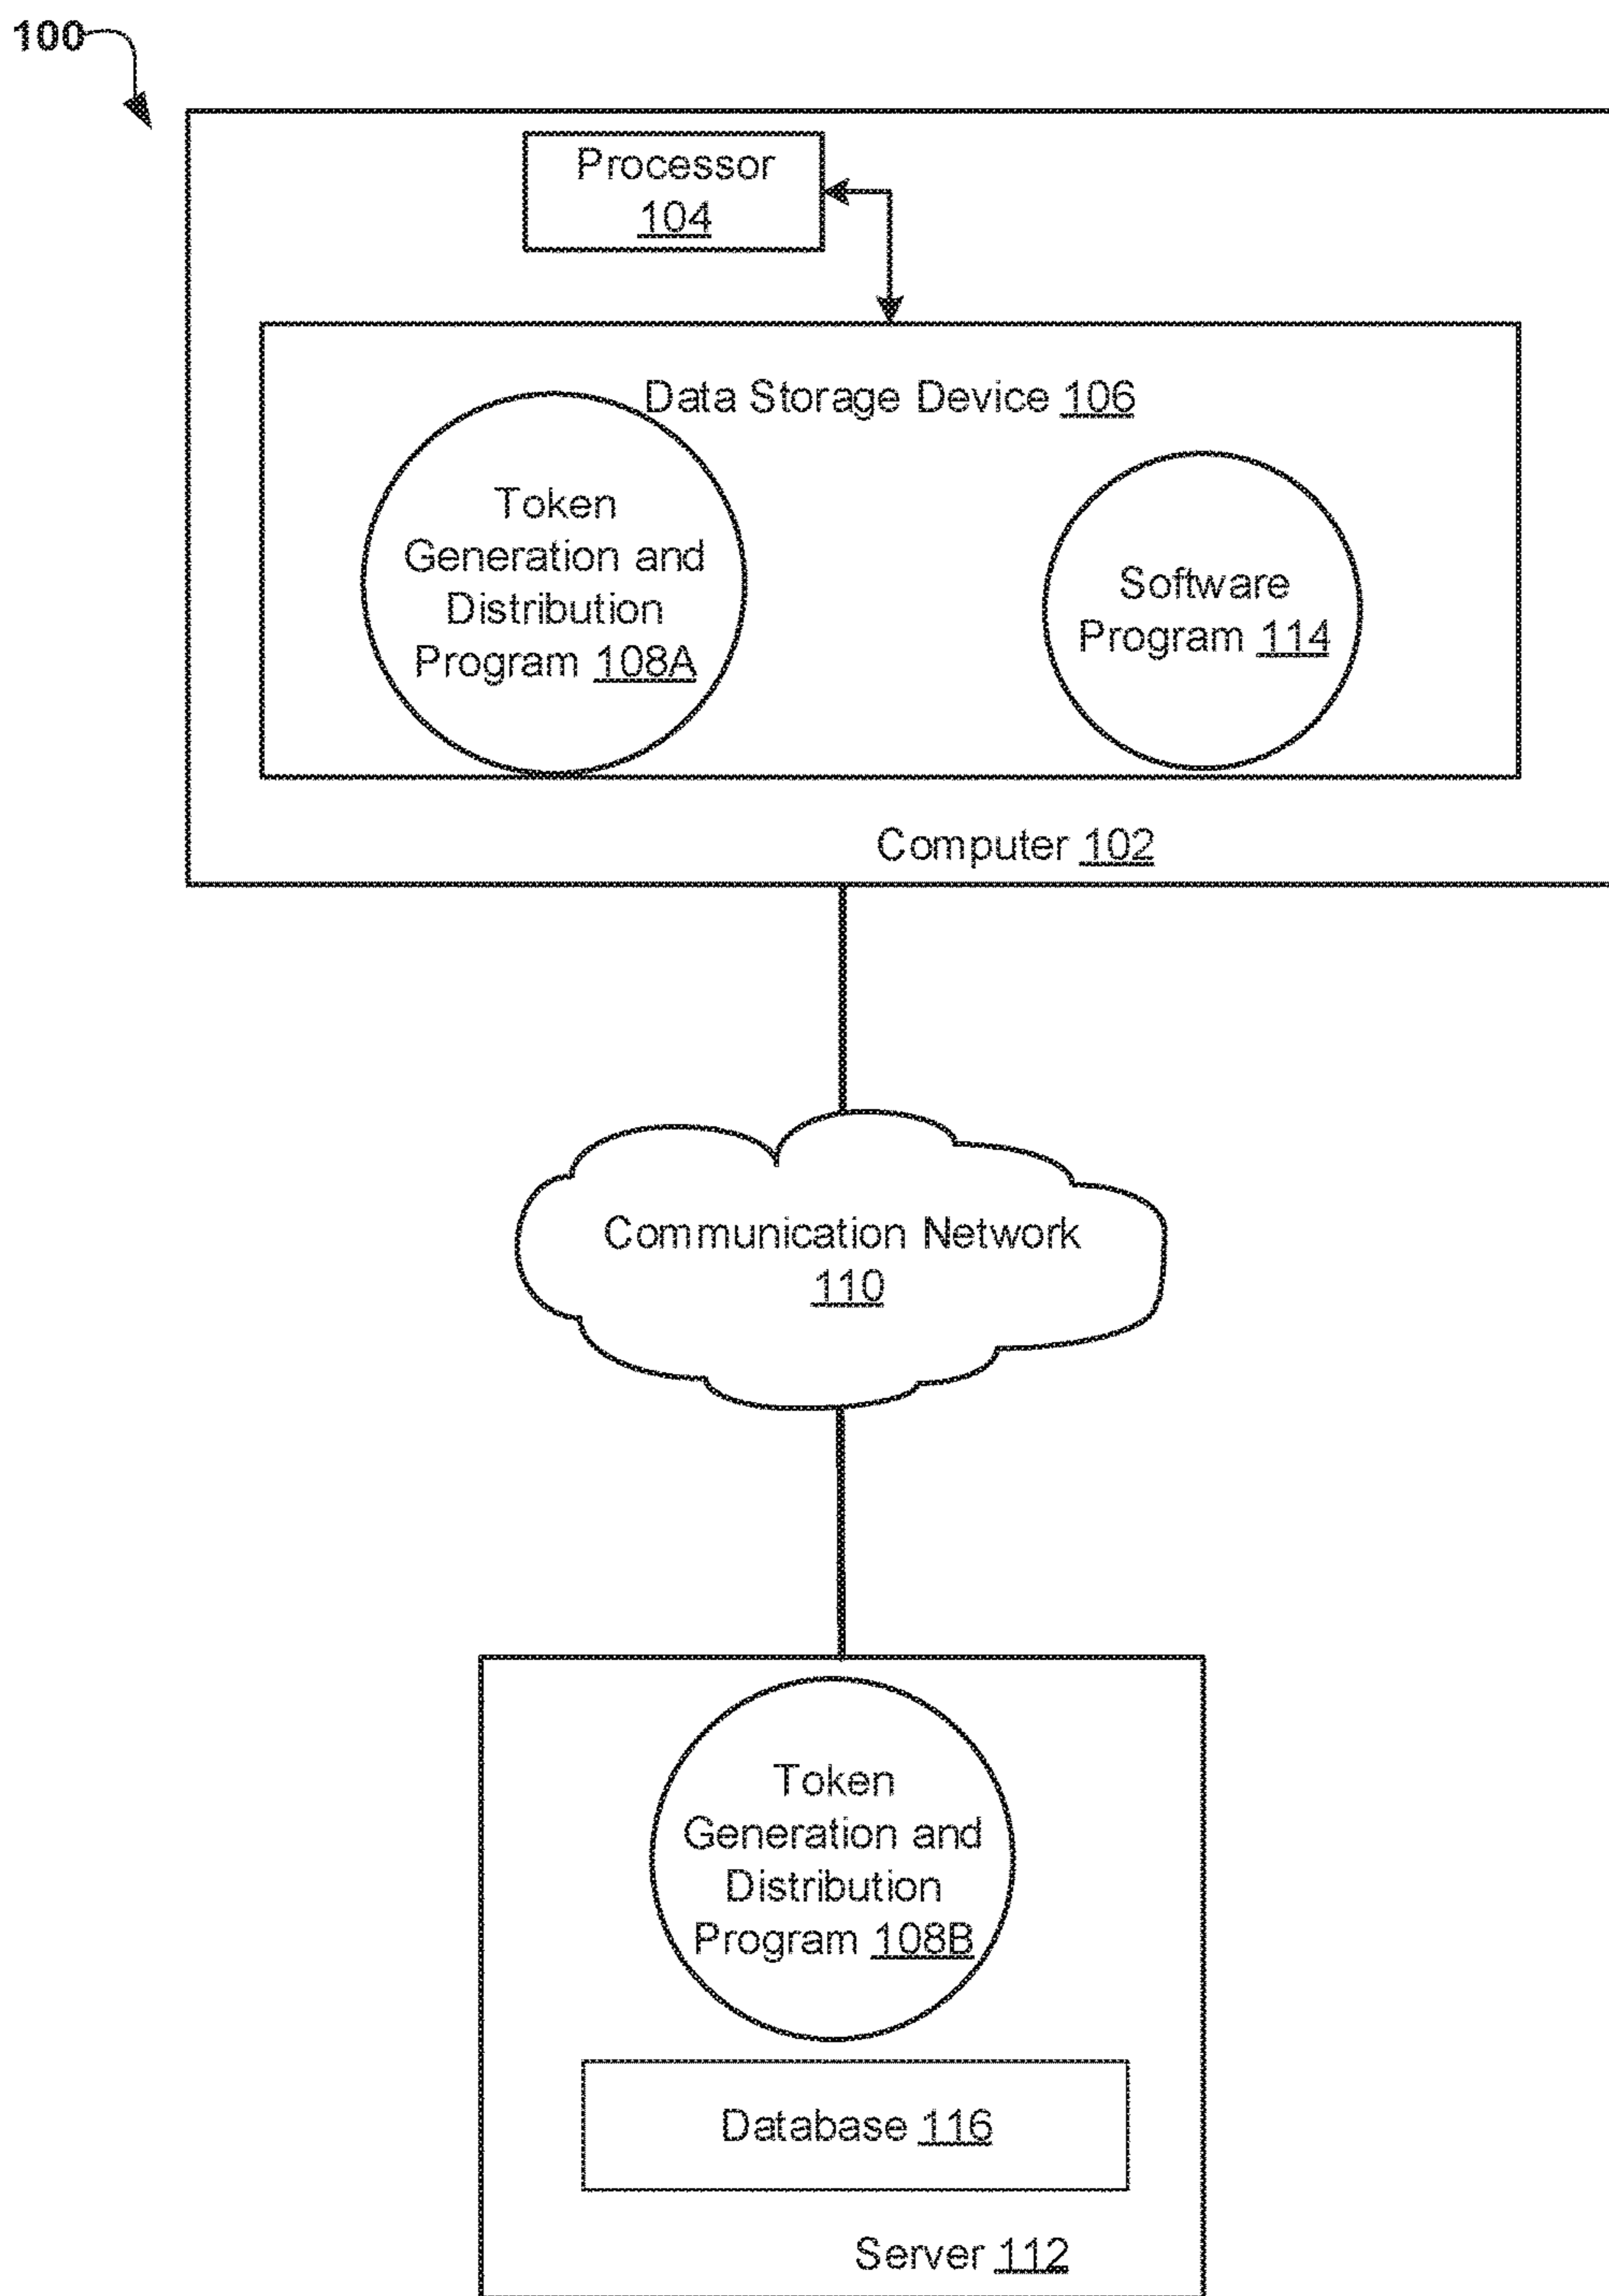 100
Processor
104
Data Storage Device 106
Token
Generation and
Distribution
Program 108A
Software
Program 114
Computer 102
Communication Network
110
Token
Generation and
Distribution
Program 108B
Database 116
Server 112